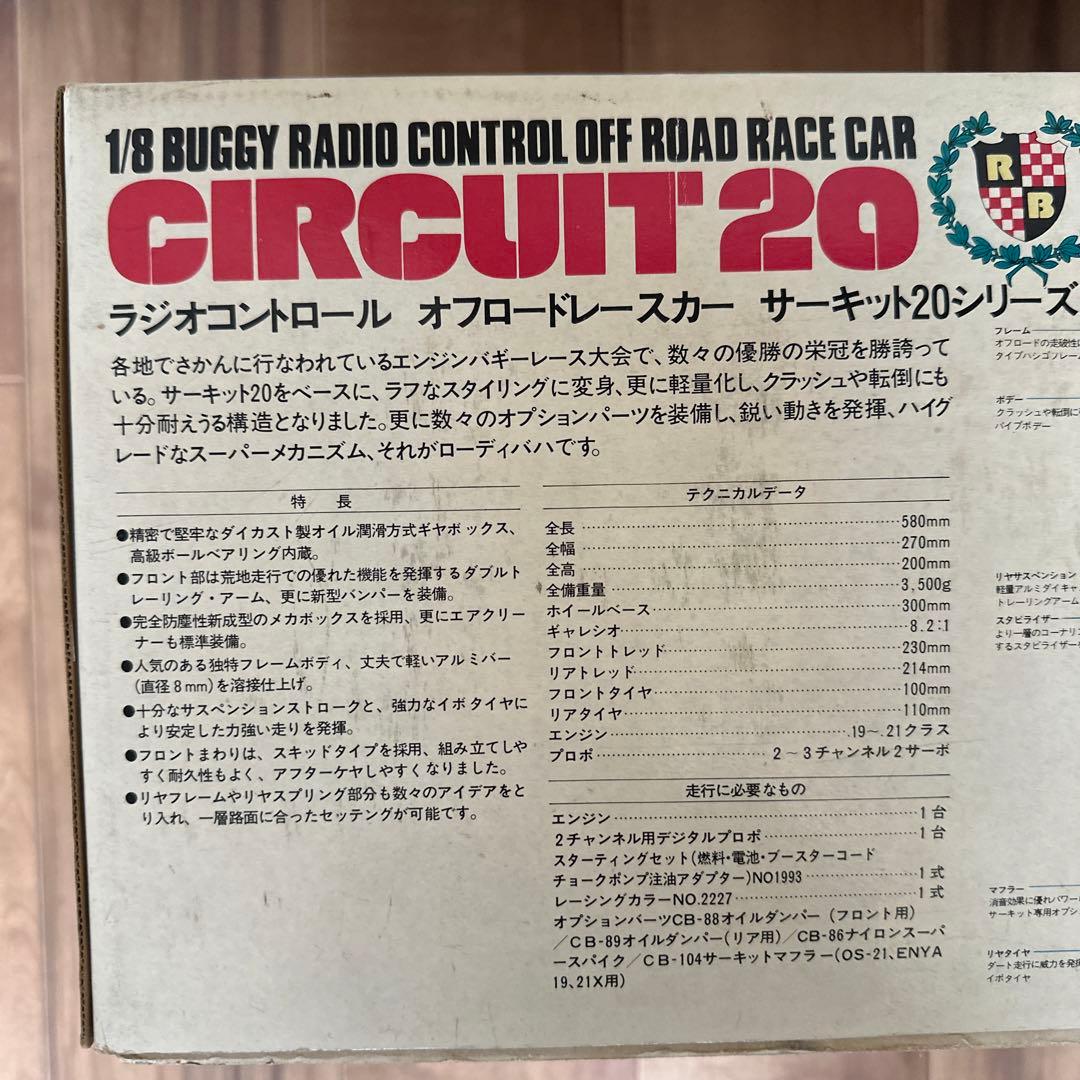 1/8 BUGGY RADIO CONTROL OFF ROAD RACE CAR
CIRCUIT 20
R
B
ラジオコントロール オフロードレースカー サーキット20シリーズ
各地でさかんに行なわれているエンジンバギーレース大会で、数々の優勝の栄冠を勝誇って
いる。サーキット20をベースに、ラフなスタイリングに変身、更に軽量化し、クラッシュや転倒にも
十分耐えうる構造となりました。更に数々のオプションパーツを装備し、鋭い動きを発揮、ハイグ
レードなスーパーメカニズム、それがローディバハです。
特 長
●精密で堅牢なダイカスト製オイル潤滑方式ギヤボックス、
高級ボールベアリング内蔵。
●フロント部は荒地走行での優れた機能を発揮するダブルト
レーリング・アーム、更に新型バンパーを装備。
●完全防塵性新成型のメカボックスを採用、更にエアクリー
ナーも標準装備。
●人気のある独特フレームボディ、丈夫で軽いアルミバー
(直径8mm)を溶接仕上げ。
●十分なサスペンションストロークと、強力なイボタイヤに
より安定した力強い走りを発揮。
●フロントまわりは、スキッドタイプを採用、組み立てしや
すく耐久性もよく、アフターケヤしやすくなりました。
●リヤフレームやリヤスプリング部分も数々のアイデアをと
り入れ、一層路面に合ったセッテングが可能です。
テクニカルデータ
全長 580mm
全幅 270mm
全高 200mm
全備重量 3,500g
ホイールベース 300mm
ギャレシオ 8.2:1
フロントトレッド 230mm
リアトレッド 214mm
フロントタイヤ 100mm
リアタイヤ 110mm
エンジン .19〜.21クラス
プロポ 2〜3チャンネル2サーボ
走行に必要なもの
エンジン 1台
2チャンネル用デジタルプロポ 1台
スターティングセット(燃料・電池・ブースターコード
チョークポンプ注油アダプター)NO1993 1式
レーシングカラーNO.2227 1式
オプションパーツCB-88オイルダンパー(フロント用)
/CB-89オイルダンパー(リア用)/CB-86ナイロンスーパ
ースパイク/CB-104サーキットマフラー(OS-21、ENYA
19、21X用)
フレーム
オフロードの走破性に
タイプハシゴフレーム
ボデー
クラッシュや転倒に
パイプボデー
リヤサスペンション
軽量アルミダイキャ
トレーリングアーム
スタビライザー
より一層のコーナリン
するスタビライザーを
マフラー
消音効果に優れパワー
サーキット専用オプシ
リヤタイヤ
ダート走行に威力を発揮
イボタイヤ